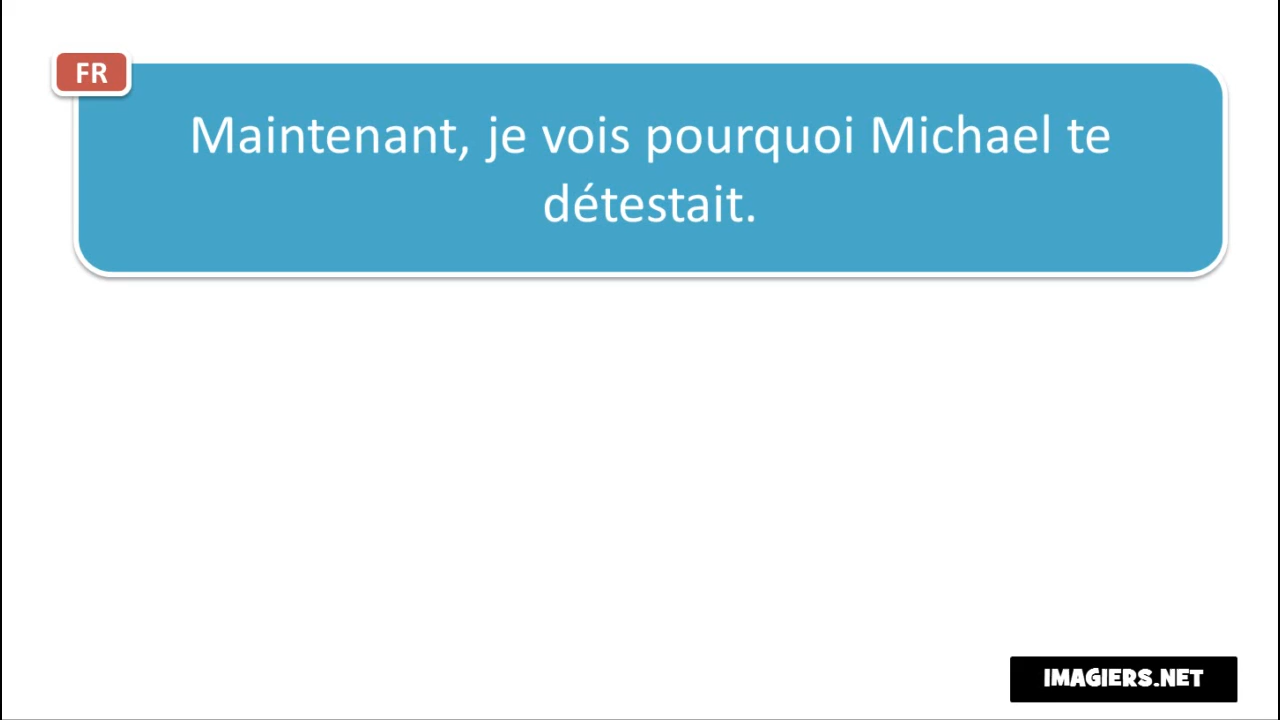 FR
Maintenant, je vois pourquoi Michael te
détestait.
IMAGIERS.NET